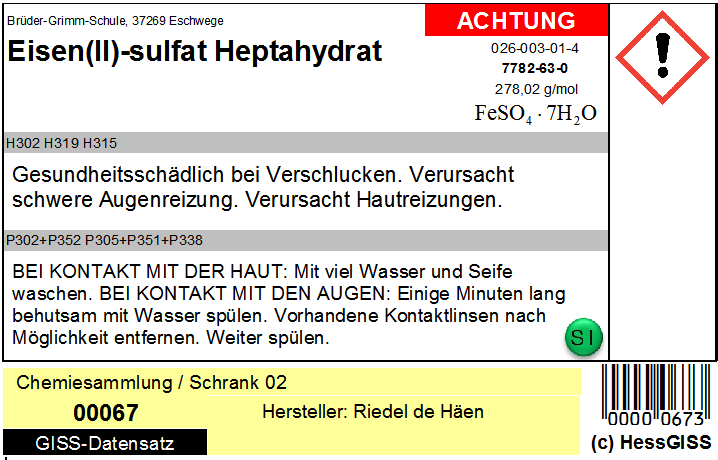 Brüder-Grimm-Schule, 37269 Eschwege
ACHTUNG
Eisen(II)-sulfat Heptahydrat
026-003-01-4
7782-63-0
278,02 g/mol
FeSO₄ · 7H₂O
H302 H319 H315
Gesundheitsschädlich bei Verschlucken. Verursacht
schwere Augenreizung. Verursacht Hautreizungen.
P302+P352 P305+P351+P338
BEI KONTAKT MIT DER HAUT: Mit viel Wasser und Seife
waschen. BEI KONTAKT MIT DEN AUGEN: Einige Minuten lang
behutsam mit Wasser spülen. Vorhandene Kontaktlinsen nach
Möglichkeit entfernen. Weiter spülen.
SI
Chemiesammlung / Schrank 02
00067
Hersteller: Riedel de Häen
0000 0673
GISS-Datensatz
(c) HessGISS